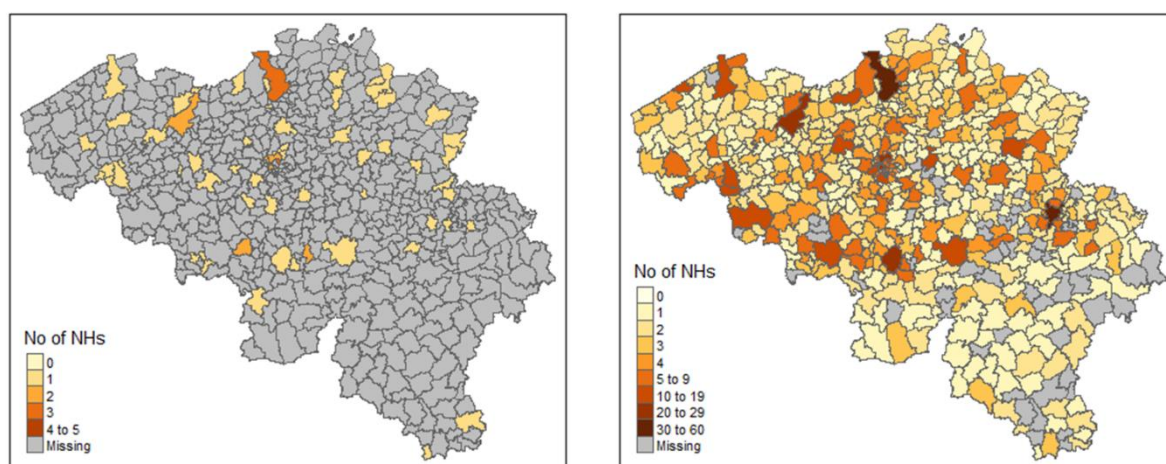 No of NHs
0
1
2
3
4 to 5
Missing
No of NHs
0
1
2
3
4
5 to 9
10 to 19
20 to 29
30 to 60
Missing